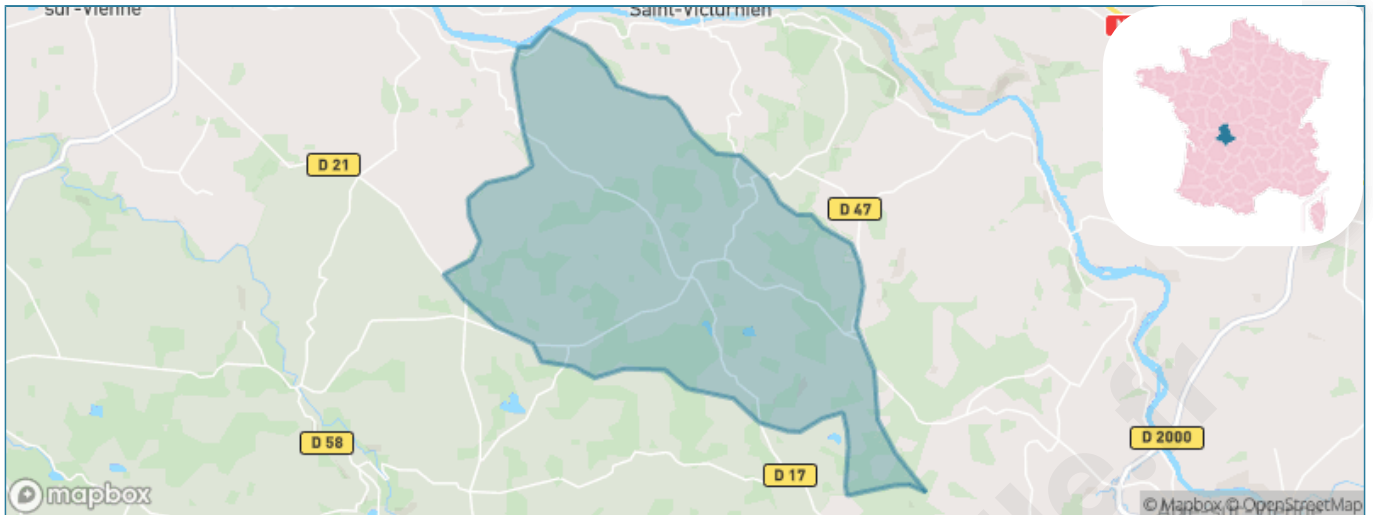 sur-Vienne
Saint-Victurnien
D 21
D 47
D 58
D 17
D 2000
mapbox
© Mapbox © OpenStreetMap